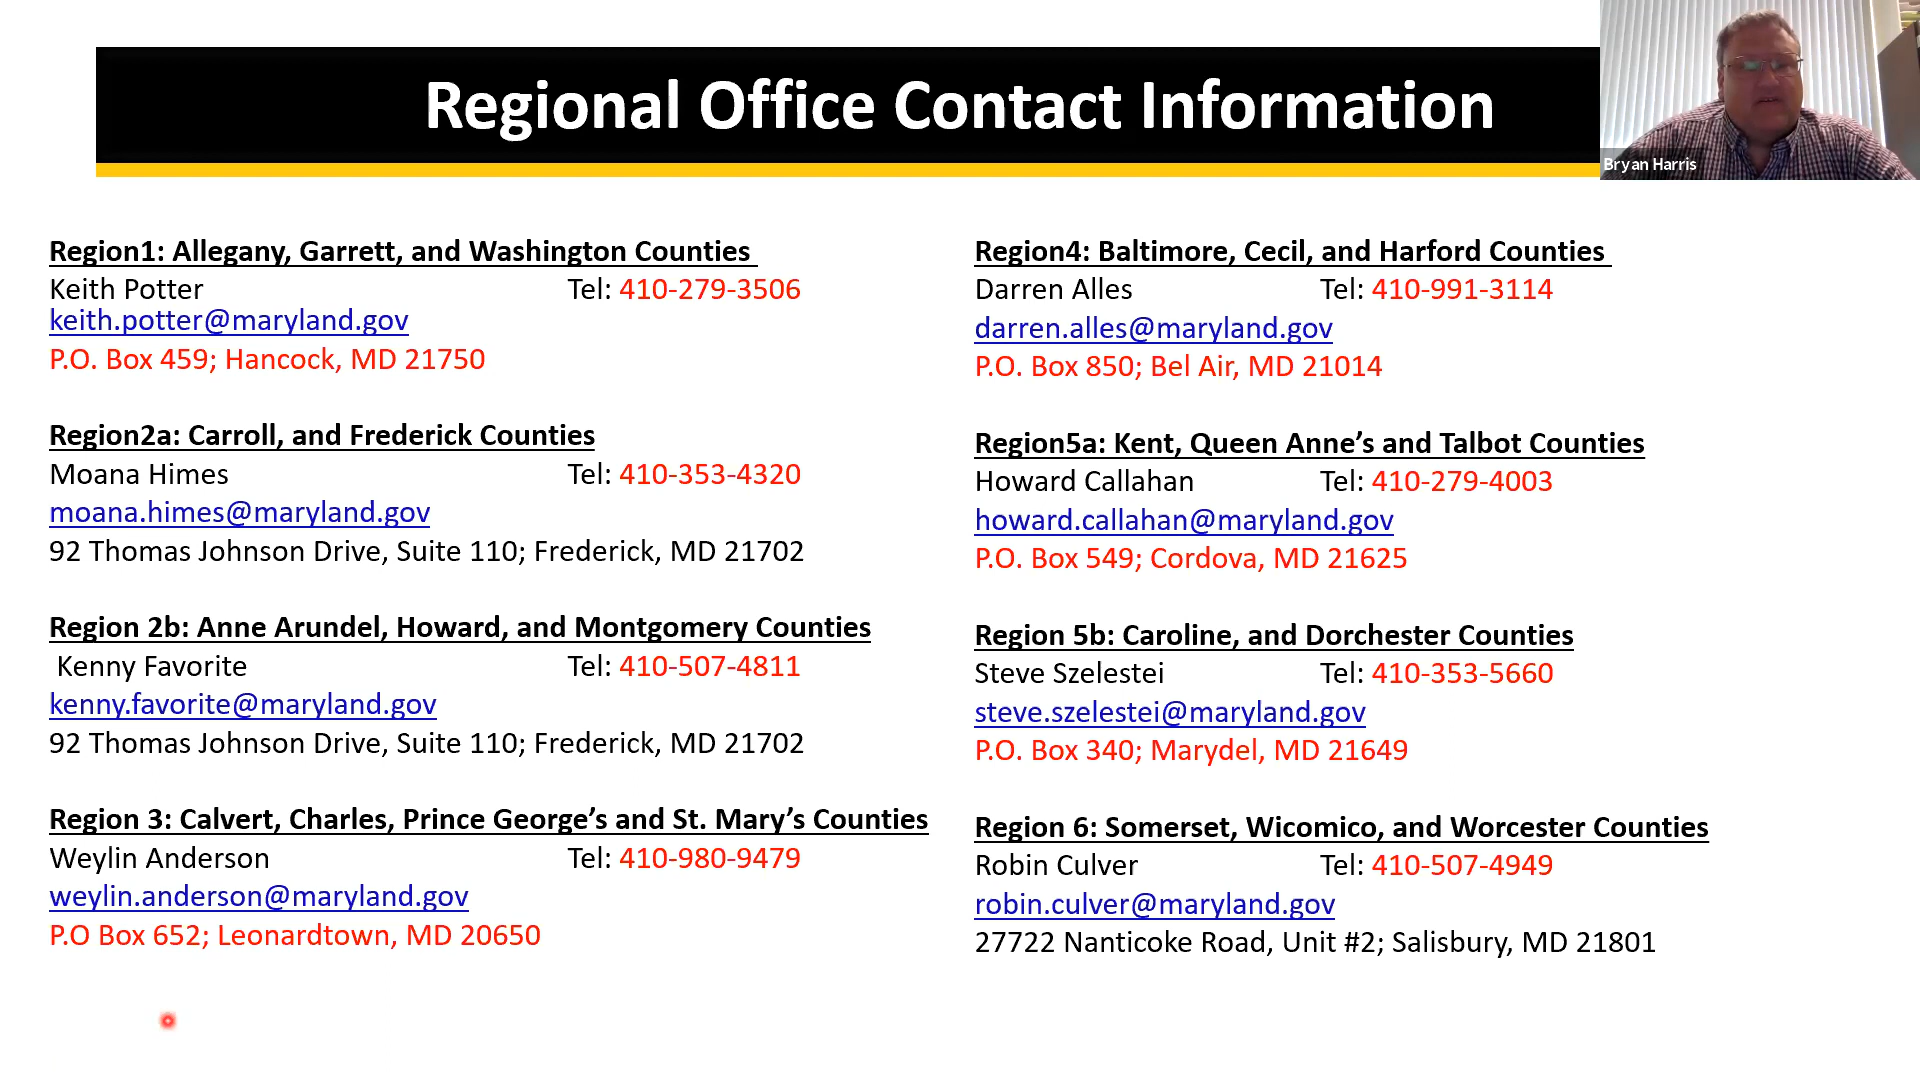 Regional Office Contact Information
Bryan Harris
Region1: Allegany, Garrett, and Washington Counties
Keith Potter Tel: 410-279-3506
keith.potter@maryland.gov
P.O. Box 459; Hancock, MD 21750
Region2a: Carroll, and Frederick Counties
Moana Himes Tel: 410-353-4320
moana.himes@maryland.gov
92 Thomas Johnson Drive, Suite 110; Frederick, MD 21702
Region 2b: Anne Arundel, Howard, and Montgomery Counties
Kenny Favorite Tel: 410-507-4811
kenny.favorite@maryland.gov
92 Thomas Johnson Drive, Suite 110; Frederick, MD 21702
Region 3: Calvert, Charles, Prince George’s and St. Mary’s Counties
Weylin Anderson Tel: 410-980-9479
weylin.anderson@maryland.gov
P.O Box 652; Leonardtown, MD 20650
Region4: Baltimore, Cecil, and Harford Counties
Darren Alles Tel: 410-991-3114
darren.alles@maryland.gov
P.O. Box 850; Bel Air, MD 21014
Region5a: Kent, Queen Anne’s and Talbot Counties
Howard Callahan Tel: 410-279-4003
howard.callahan@maryland.gov
P.O. Box 549; Cordova, MD 21625
Region 5b: Caroline, and Dorchester Counties
Steve Szelestei Tel: 410-353-5660
steve.szelestei@maryland.gov
P.O. Box 340; Marydel, MD 21649
Region 6: Somerset, Wicomico, and Worcester Counties
Robin Culver Tel: 410-507-4949
robin.culver@maryland.gov
27722 Nanticoke Road, Unit #2; Salisbury, MD 21801